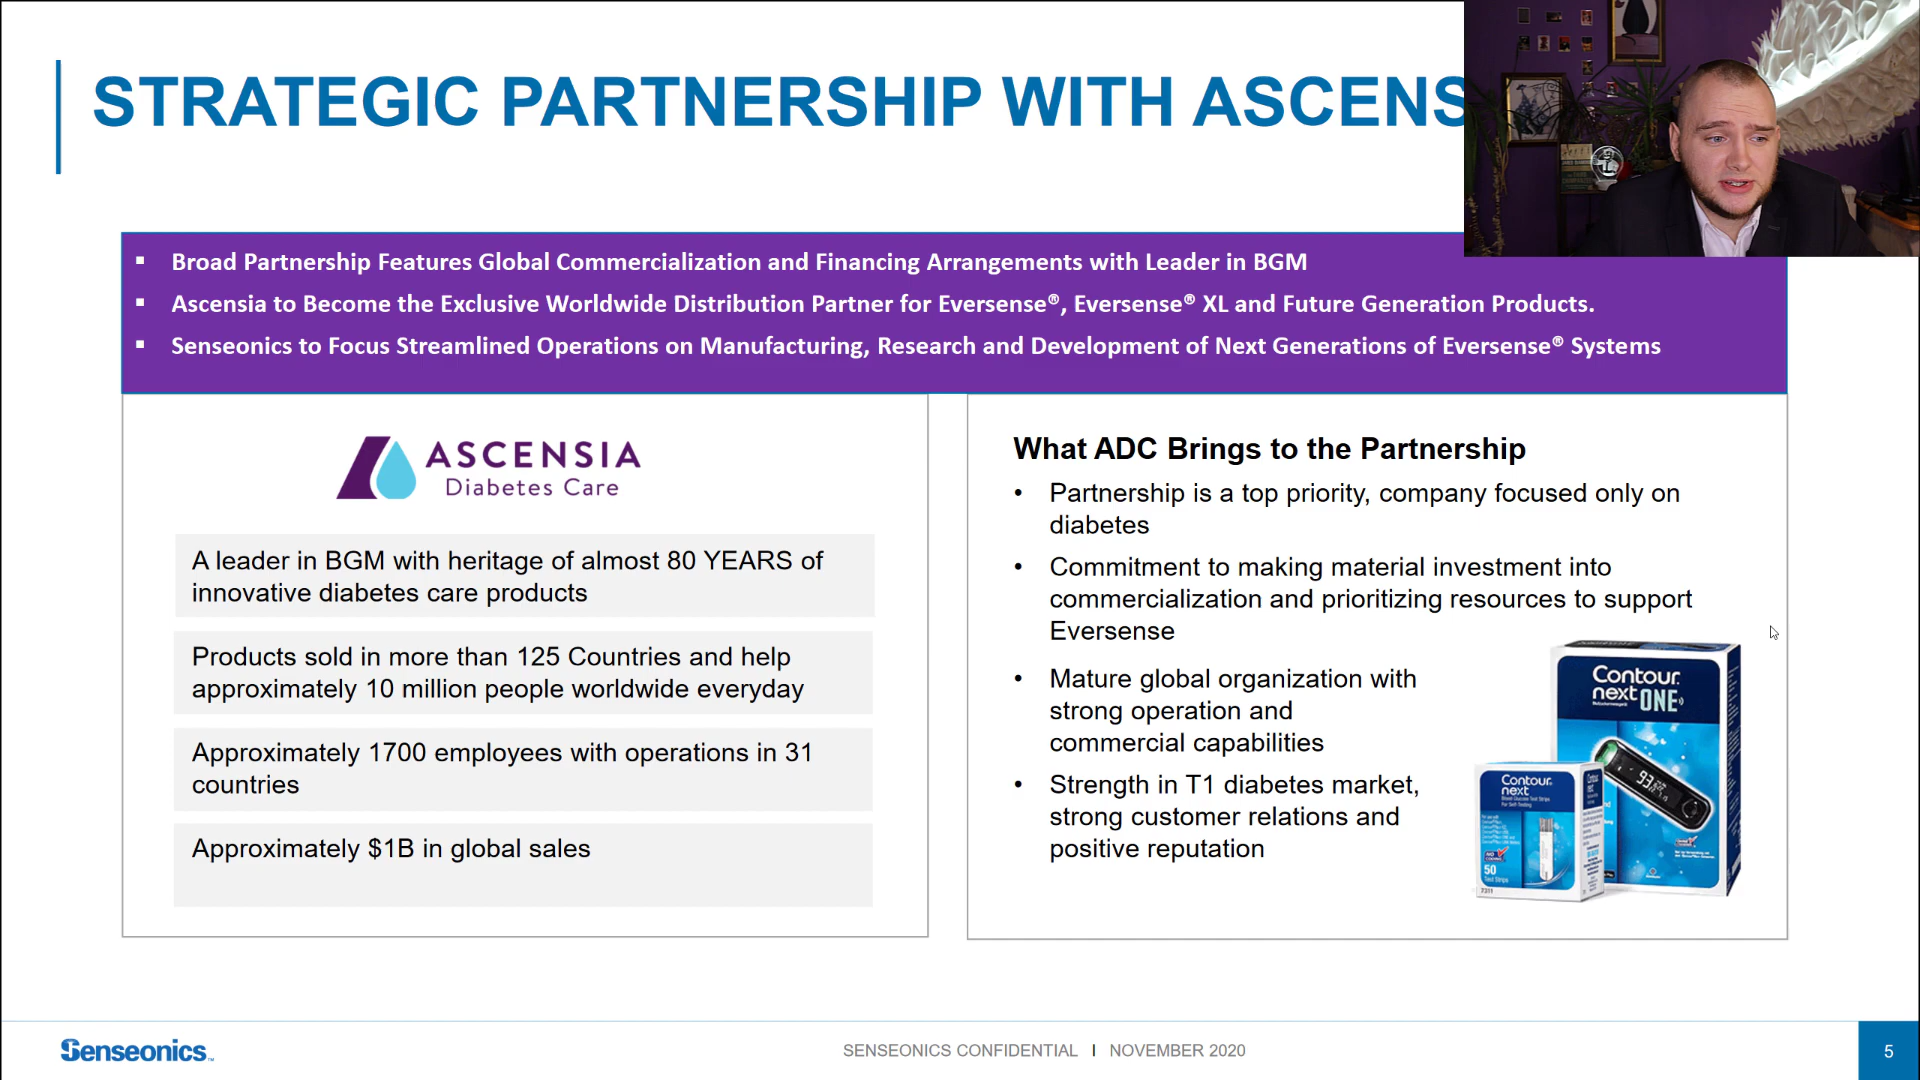 STRATEGIC PARTNERSHIP WITH ASCENS
▪ Broad Partnership Features Global Commercialization and Financing Arrangements with Leader in BGM
▪ Ascensia to Become the Exclusive Worldwide Distribution Partner for Eversense®, Eversense® XL and Future Generation Products.
▪ Senseonics to Focus Streamlined Operations on Manufacturing, Research and Development of Next Generations of Eversense® Systems
ASCENSIA
Diabetes Care
A leader in BGM with heritage of almost 80 YEARS of
innovative diabetes care products
Products sold in more than 125 Countries and help
approximately 10 million people worldwide everyday
Approximately 1700 employees with operations in 31
countries
Approximately $1B in global sales
What ADC Brings to the Partnership
• Partnership is a top priority, company focused only on
diabetes
• Commitment to making material investment into
commercialization and prioritizing resources to support
Eversense
• Mature global organization with
strong operation and
commercial capabilities
• Strength in T1 diabetes market,
strong customer relations and
positive reputation
Contour
next ONE
93
Contour
next
50
Test Strips
7311
Senseonics™
SENSEONICS CONFIDENTIAL I NOVEMBER 2020
5